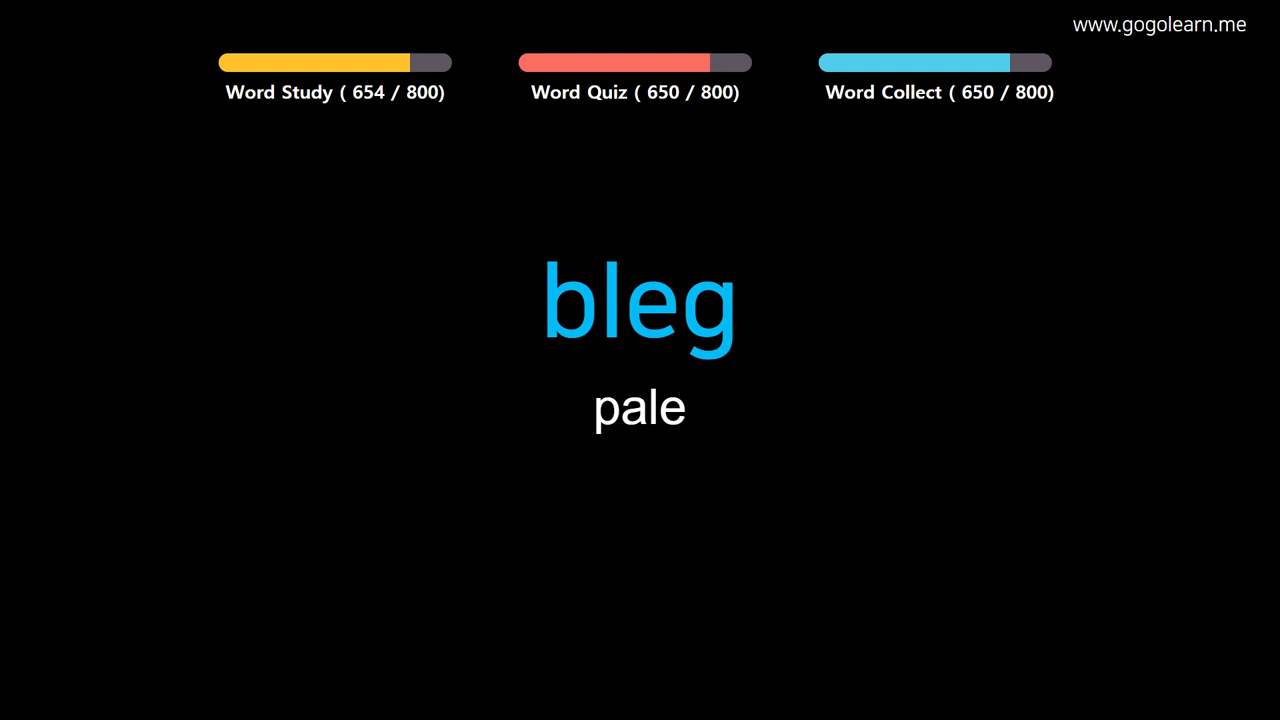 www.gogolearn.me
Word Study ( 654 / 800)
Word Quiz ( 650 / 800)
Word Collect ( 650 / 800)
bleg
pale